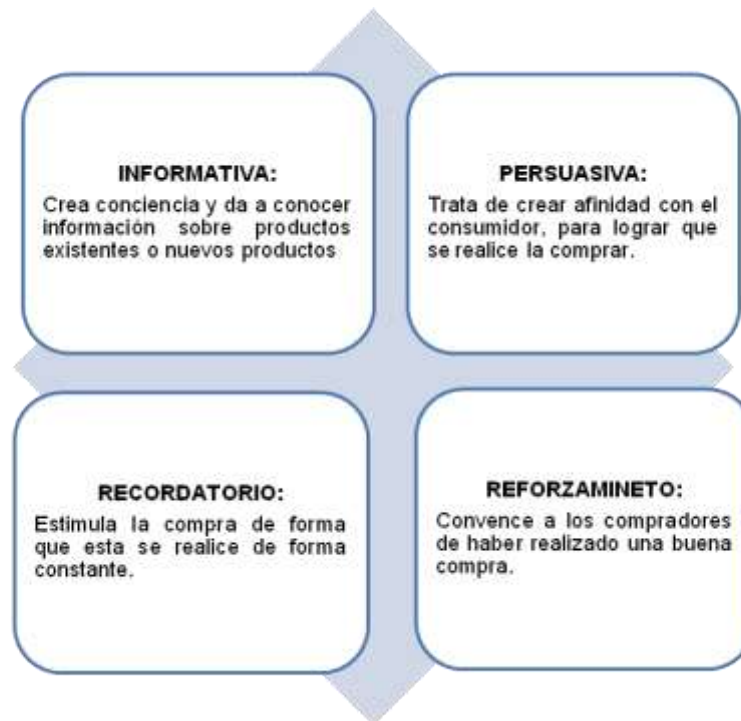 INFORMATIVA:
Crea conciencia y da a conocer
información sobre productos
existentes o nuevos productos
PERSUASIVA:
Trata de crear afinidad con el
consumidor, para lograr que
se realice la comprar.
RECORDATORIO:
Estimula la compra de forma
que esta se realice de forma
constante.
REFORZAMINETO:
Convence a los compradores
de haber realizado una buena
compra.